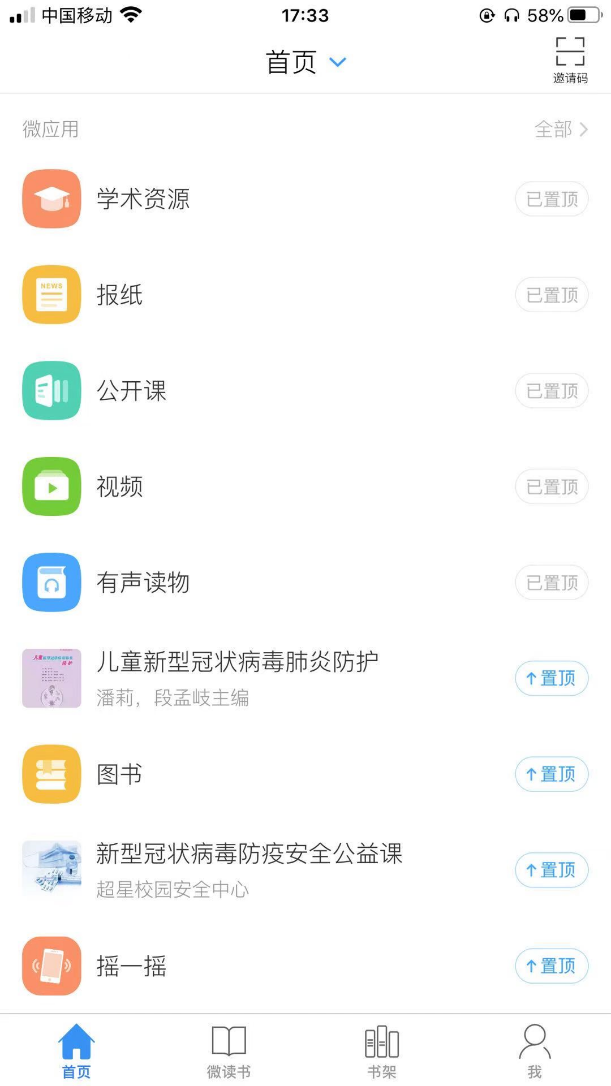 中国移动 17:33 58%
首页
邀请码
微应用 全部
学术资源 已置顶
NEWS
报纸 已置顶
公开课 已置顶
视频 已置顶
有声读物 已置顶
儿童新型冠状病毒肺炎防护
潘莉，段孟岐主编
置顶
图书 置顶
新型冠状病毒防疫安全公益课
超星校园安全中心
置顶
摇一摇 置顶
首页 微读书 书架 我